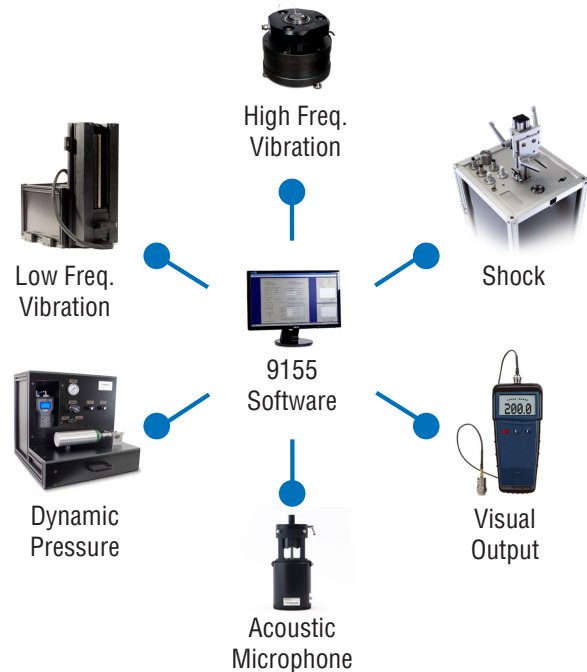 High Freq.
Vibration
Low Freq.
Vibration
Shock
9155
Software
200.0
Dynamic
Pressure
Visual
Output
Acoustic
Microphone